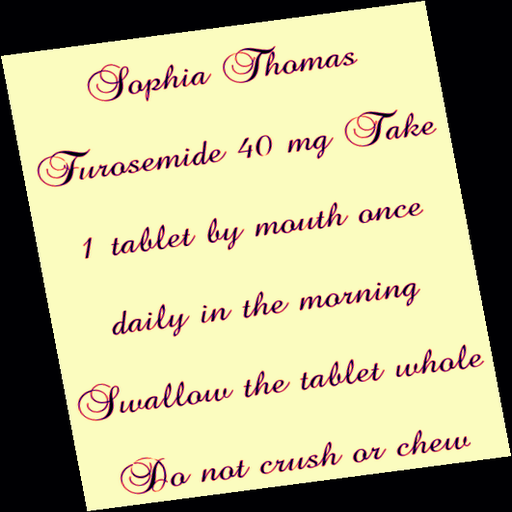 Sophia Thomas
Furosemide 40 mg Take
1 tablet by mouth once
daily in the morning
Swallow the tablet whole
Do not crush or chew